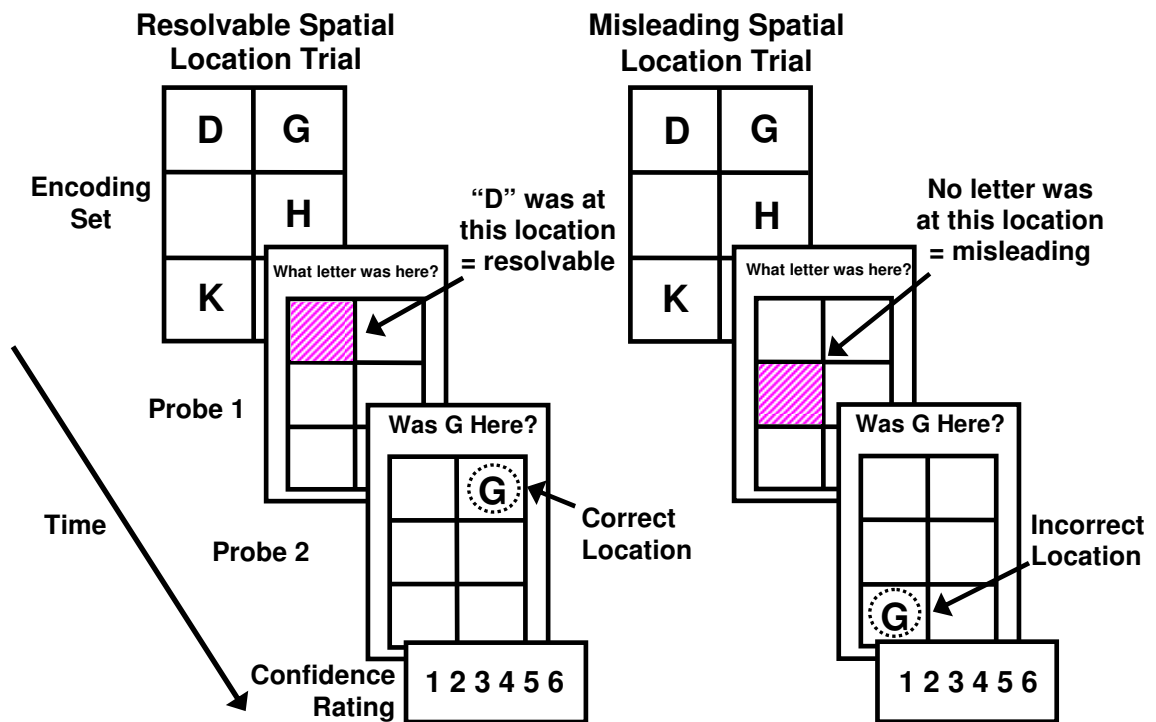 Resolvable Spatial
Location Trial
Misleading Spatial
Location Trial
D G
H
K
D G
H
K
Encoding
Set
“D” was at
this location
= resolvable
No letter was
at this location
= misleading
What letter was here?
What letter was here?
Probe 1
Was G Here?
Was G Here?
G
G
Time
Probe 2
Correct
Location
Incorrect
Location
Confidence
Rating
1 2 3 4 5 6
1 2 3 4 5 6